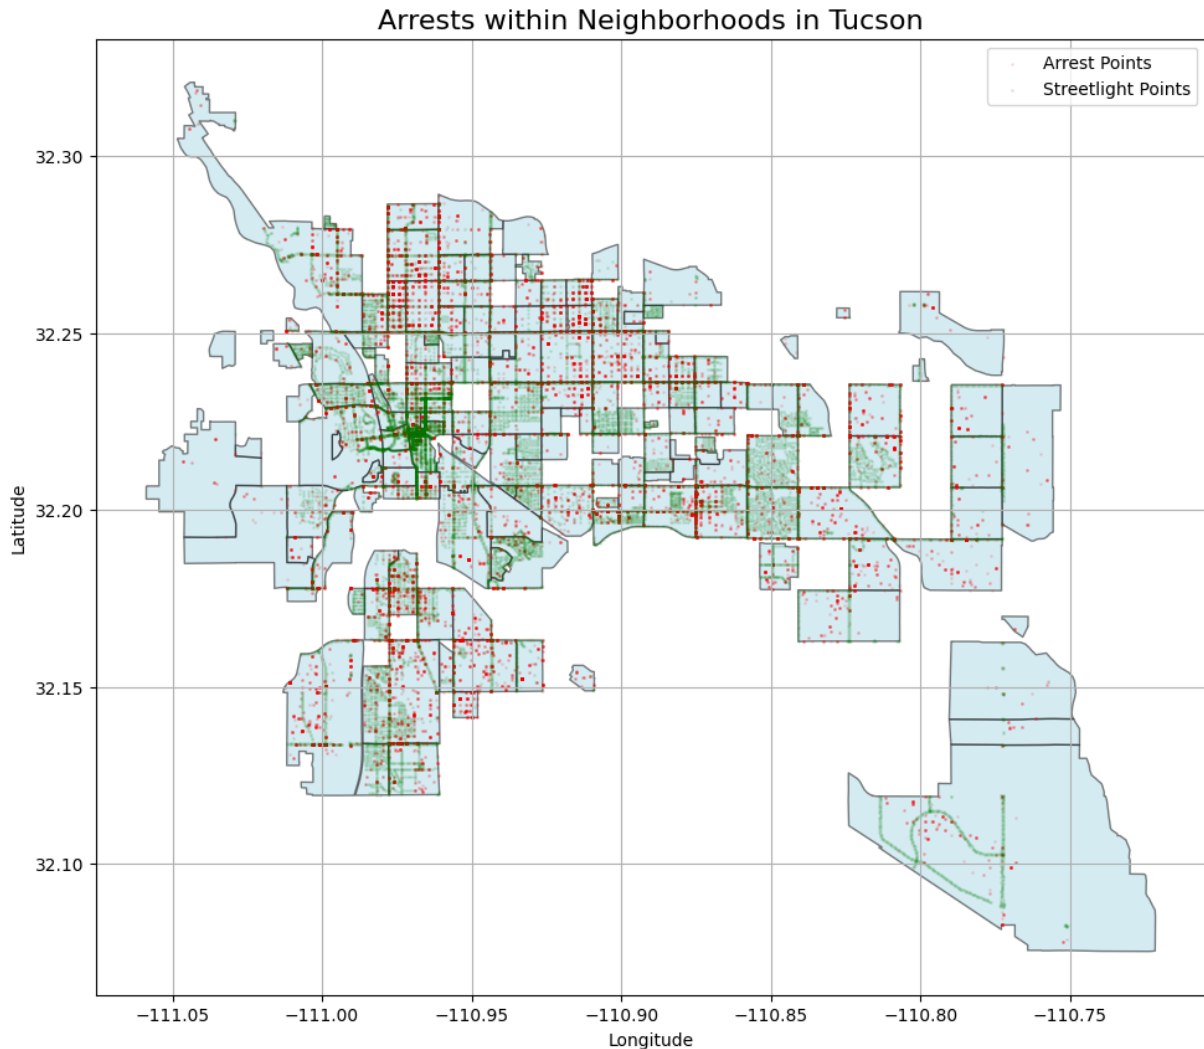 Arrests within Neighborhoods in Tucson
Arrest Points
Streetlight Points
32.30
32.25
32.20
32.15
32.10
Latitude
−111.05
−111.00
−110.95
−110.90
−110.85
−110.80
−110.75
Longitude